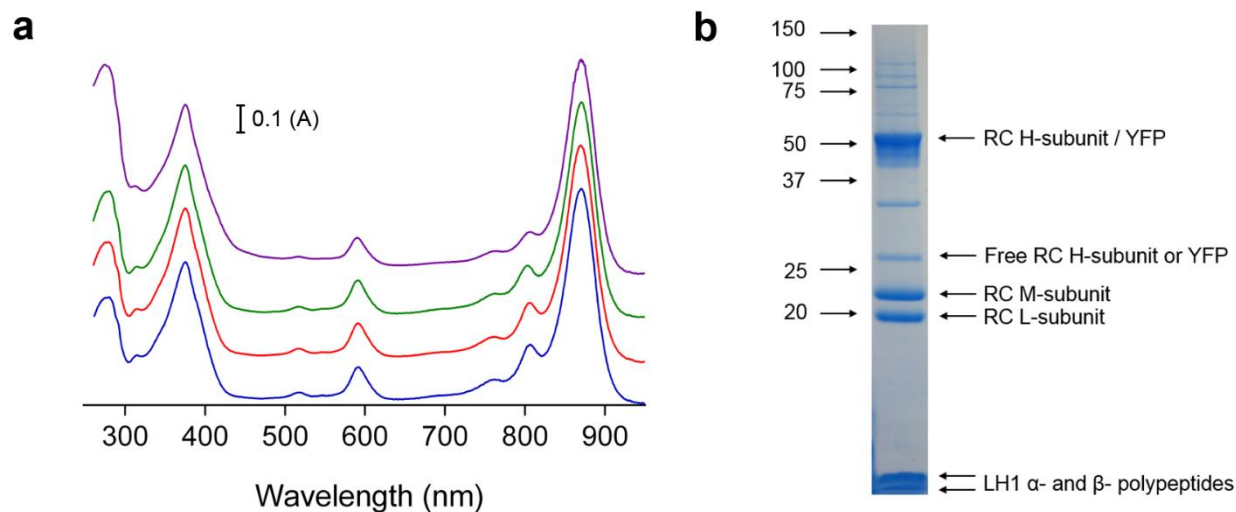 a
0.1 (A)
300 400 500 600 700 800 900
Wavelength (nm)
b
150
100
75
50
37
25
20
RC H-subunit / YFP
Free RC H-subunit or YFP
RC M-subunit
RC L-subunit
LH1 α- and β- polypeptides